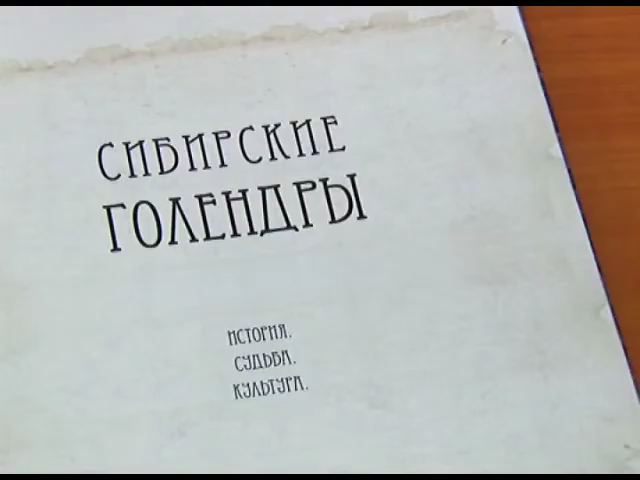 СИБИРСКИЕ
ГОЛЕНДРЫ
ИСТОРИЯ.
СУДЬБА.
КУЛЬТУРА.